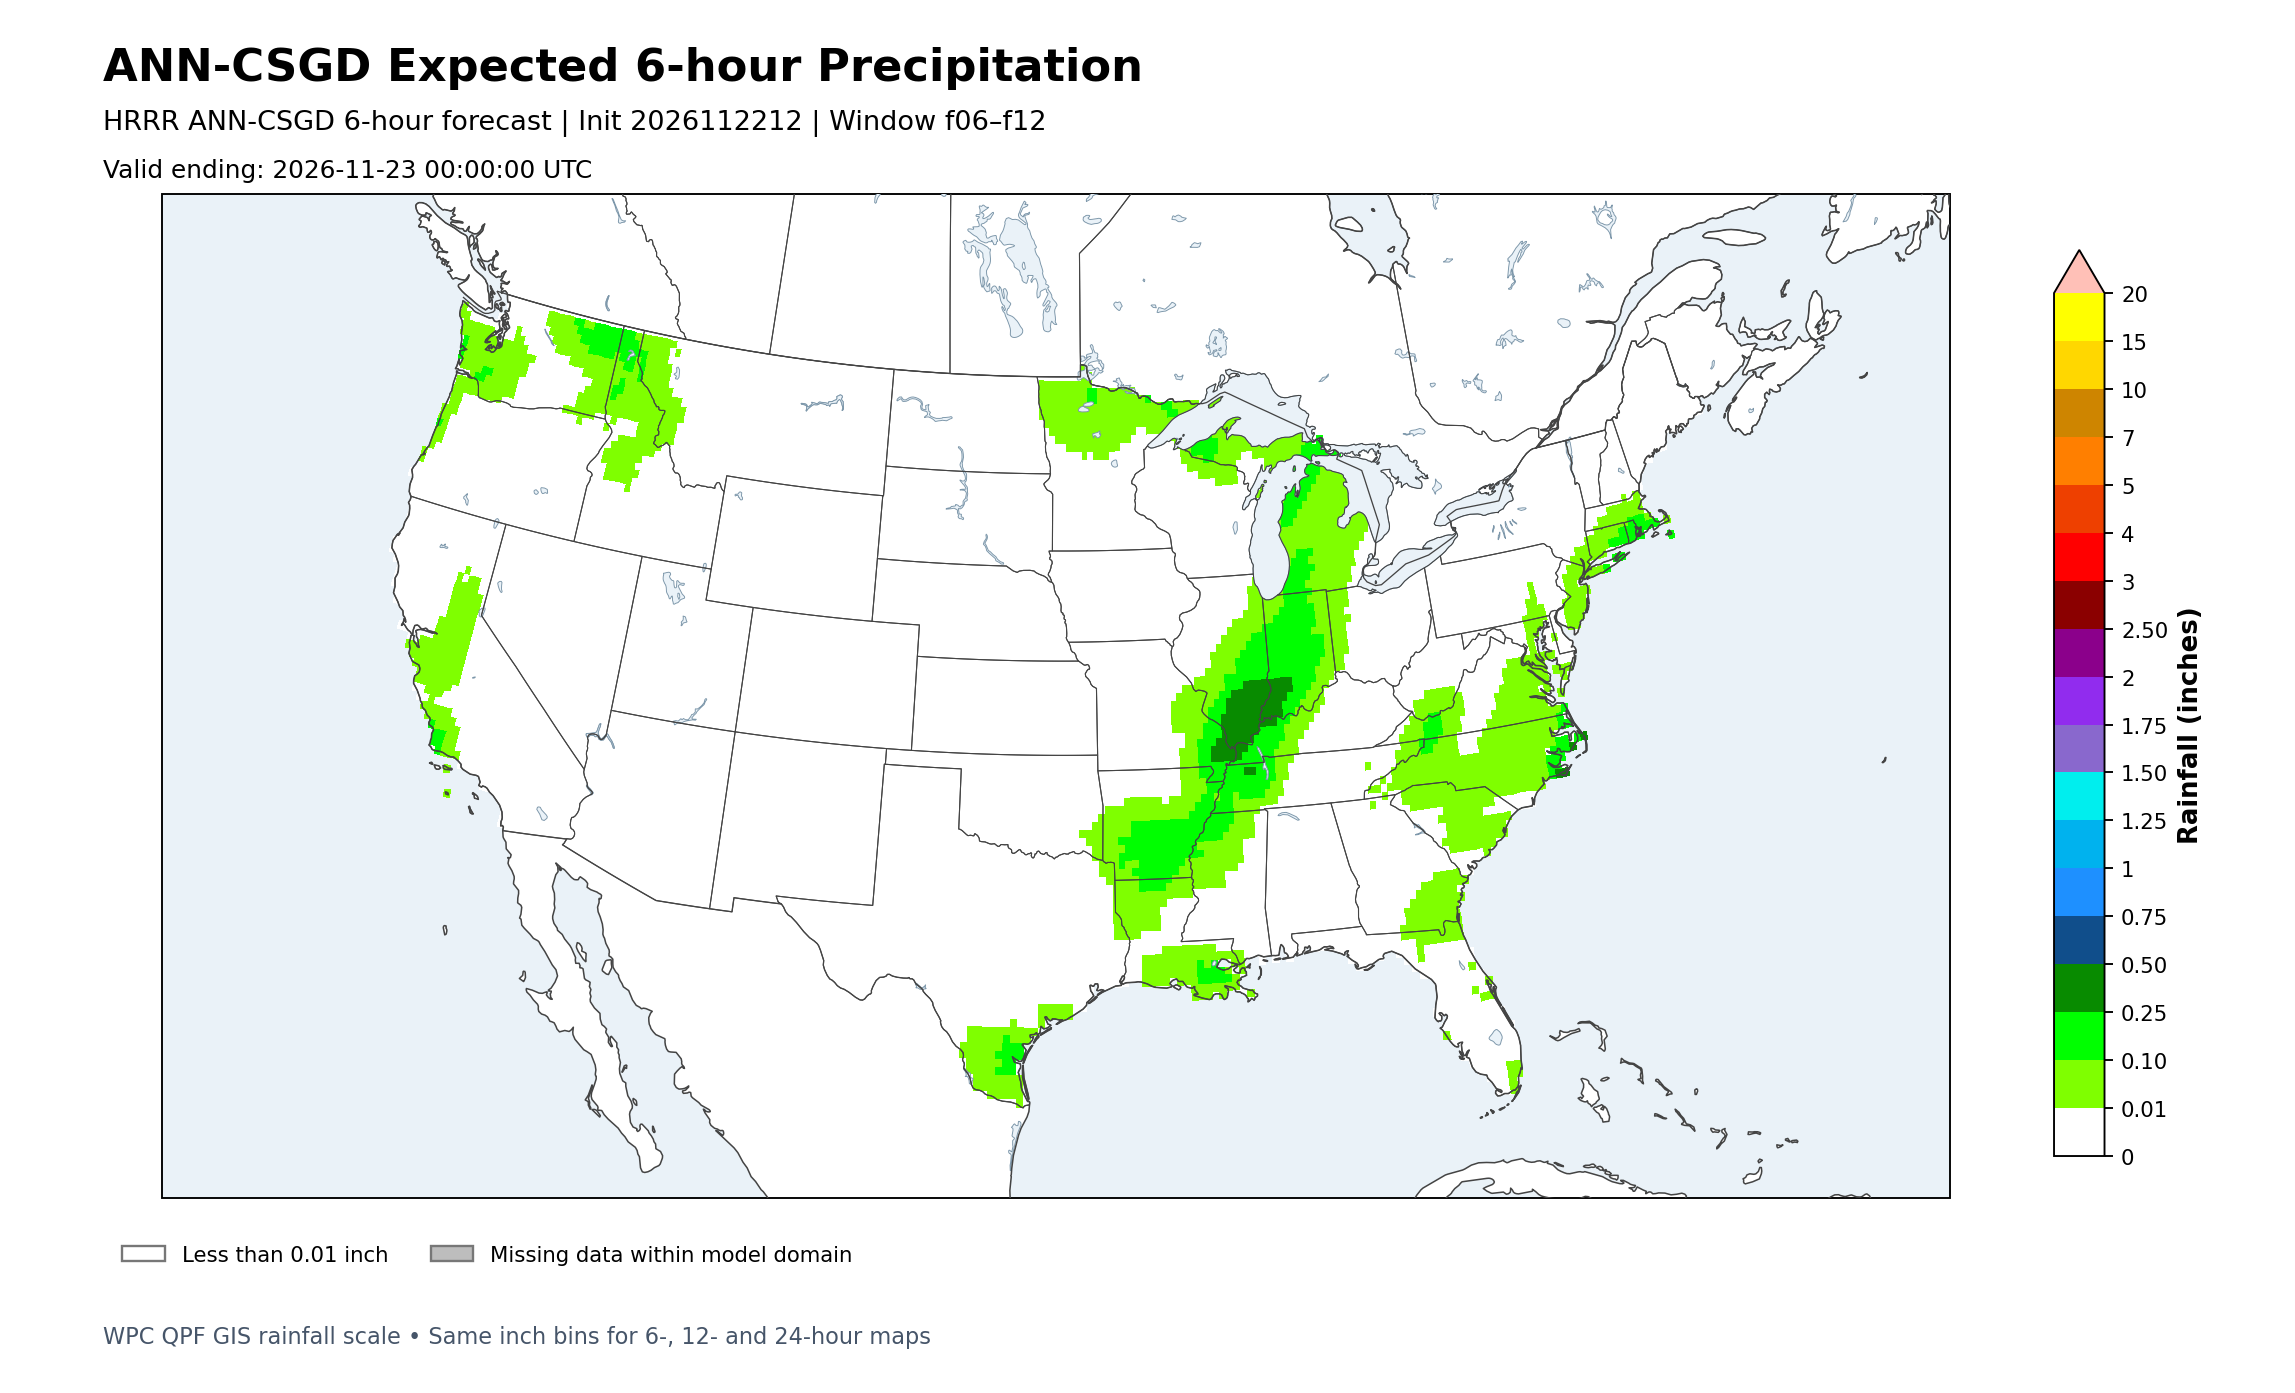 ANN-CSGD Expected 6-hour Precipitation
HRRR ANN-CSGD 6-hour forecast | Init 2026112212 | Window f06–f12
Valid ending: 2026-11-23 00:00:00 UTC
20
15
10
7
5
4
3
2.50
2
1.75
1.50
1.25
1
0.75
0.50
0.25
0.10
0.01
0
Rainfall (inches)
Less than 0.01 inch
Missing data within model domain
WPC QPF GIS rainfall scale • Same inch bins for 6-, 12- and 24-hour maps